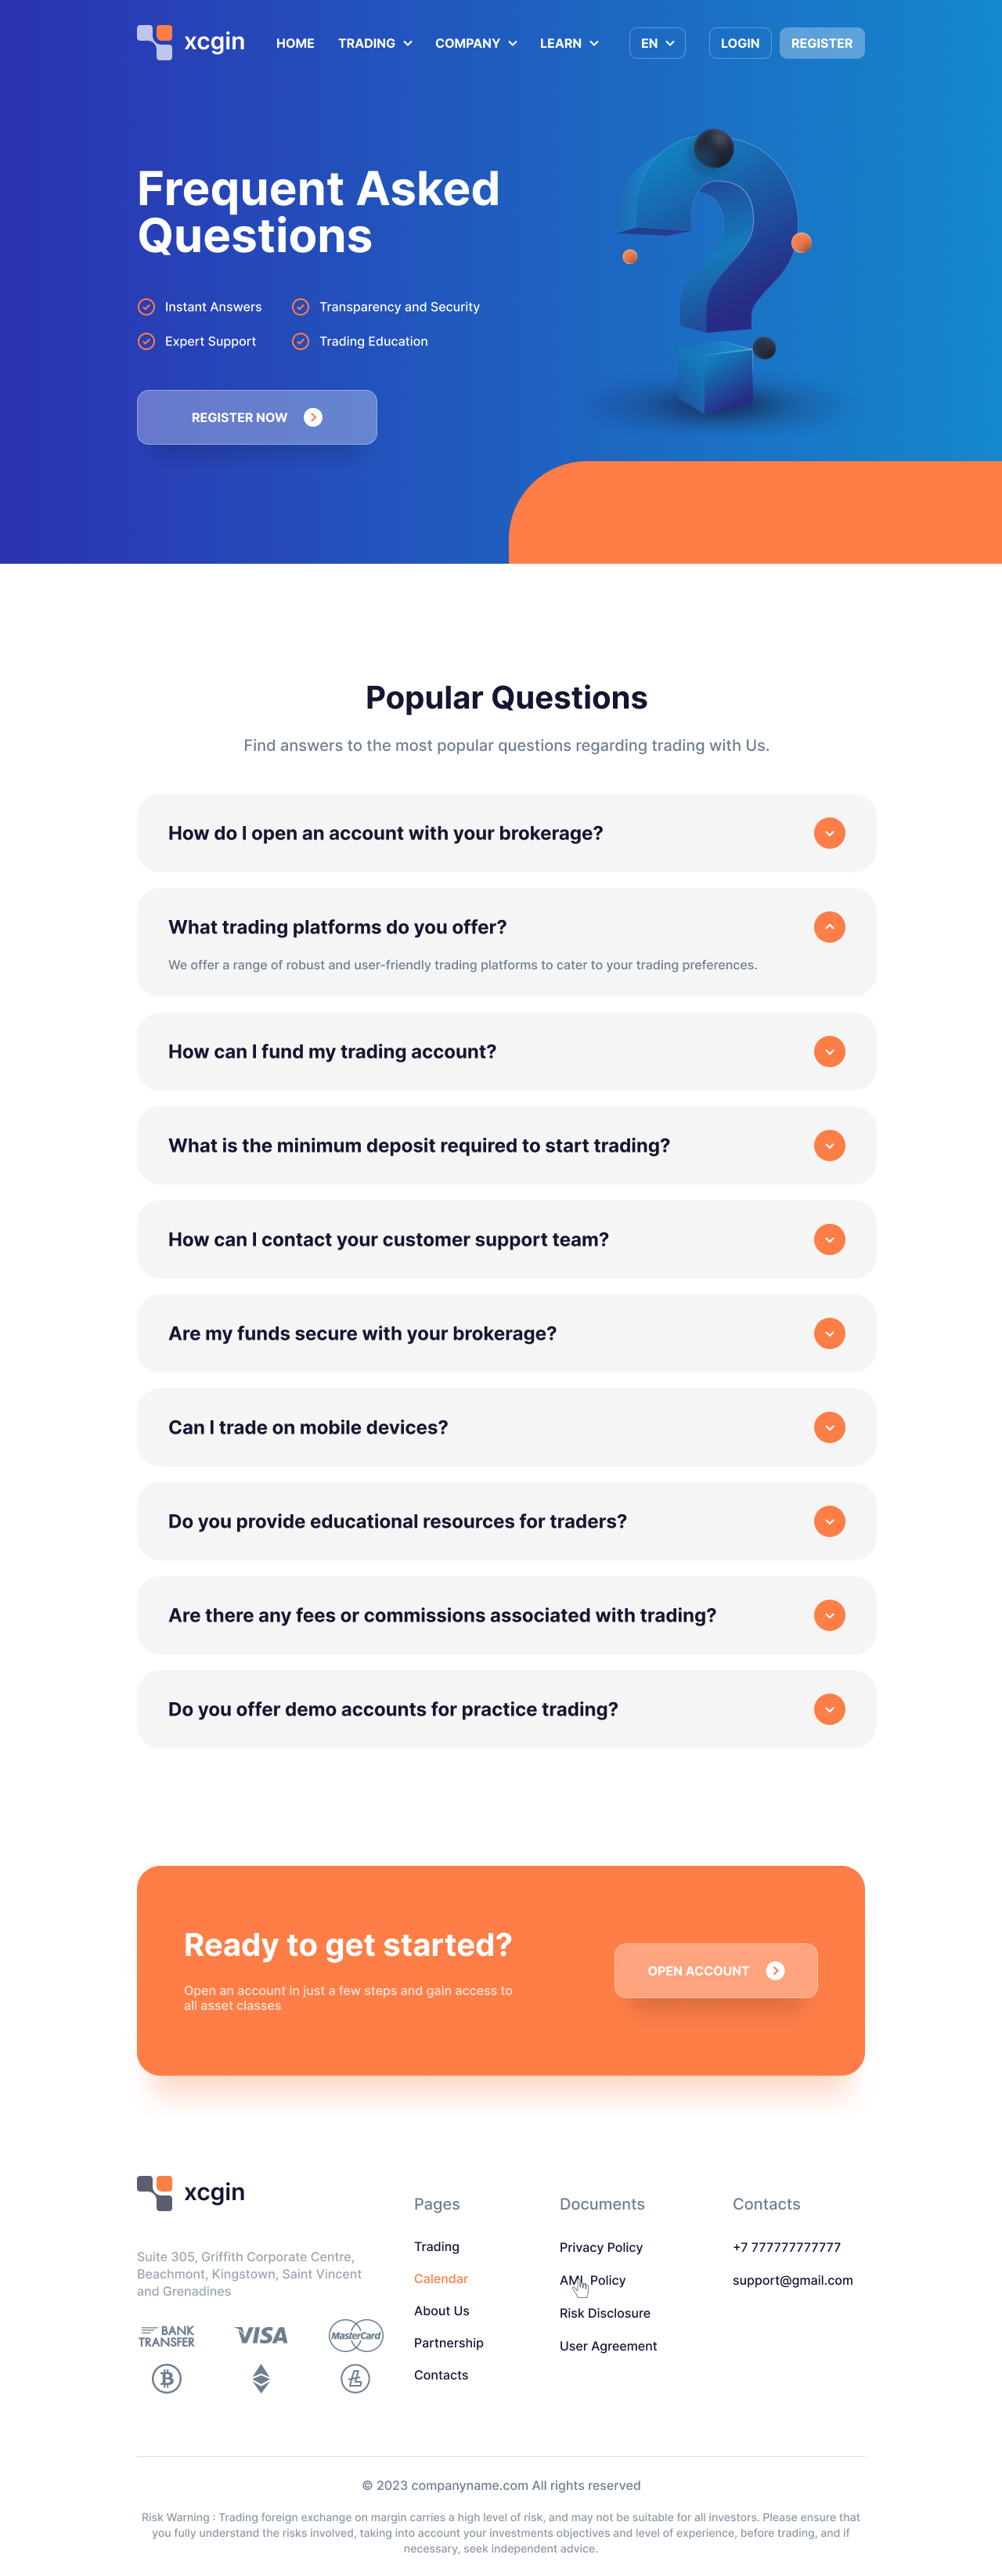 xcgin
HOME TRADING COMPANY LEARN EN LOGIN REGISTER
Frequent Asked
Questions
Instant Answers
Transparency and Security
Expert Support
Trading Education
REGISTER NOW
Popular Questions
Find answers to the most popular questions regarding trading with Us.
How do I open an account with your brokerage?
What trading platforms do you offer?
We offer a range of robust and user-friendly trading platforms to cater to your trading preferences.
How can I fund my trading account?
What is the minimum deposit required to start trading?
How can I contact your customer support team?
Are my funds secure with your brokerage?
Can I trade on mobile devices?
Do you provide educational resources for traders?
Are there any fees or commissions associated with trading?
Do you offer demo accounts for practice trading?
Ready to get started?
Open an account in just a few steps and gain access to
all asset classes
OPEN ACCOUNT
xcgin
Suite 305, Griffith Corporate Centre,
Beachmont, Kingstown, Saint Vincent
and Grenadines
BANK
TRANSFER
VISA
MasterCard
Pages
Trading
Calendar
About Us
Partnership
Contacts
Documents
Privacy Policy
AML Policy
Risk Disclosure
User Agreement
Contacts
+7 777777777777
support@gmail.com
© 2023 companyname.com All rights reserved
Risk Warning : Trading foreign exchange on margin carries a high level of risk, and may not be suitable for all investors. Please ensure that
you fully understand the risks involved, taking into account your investments objectives and level of experience, before trading, and if
necessary, seek independent advice.